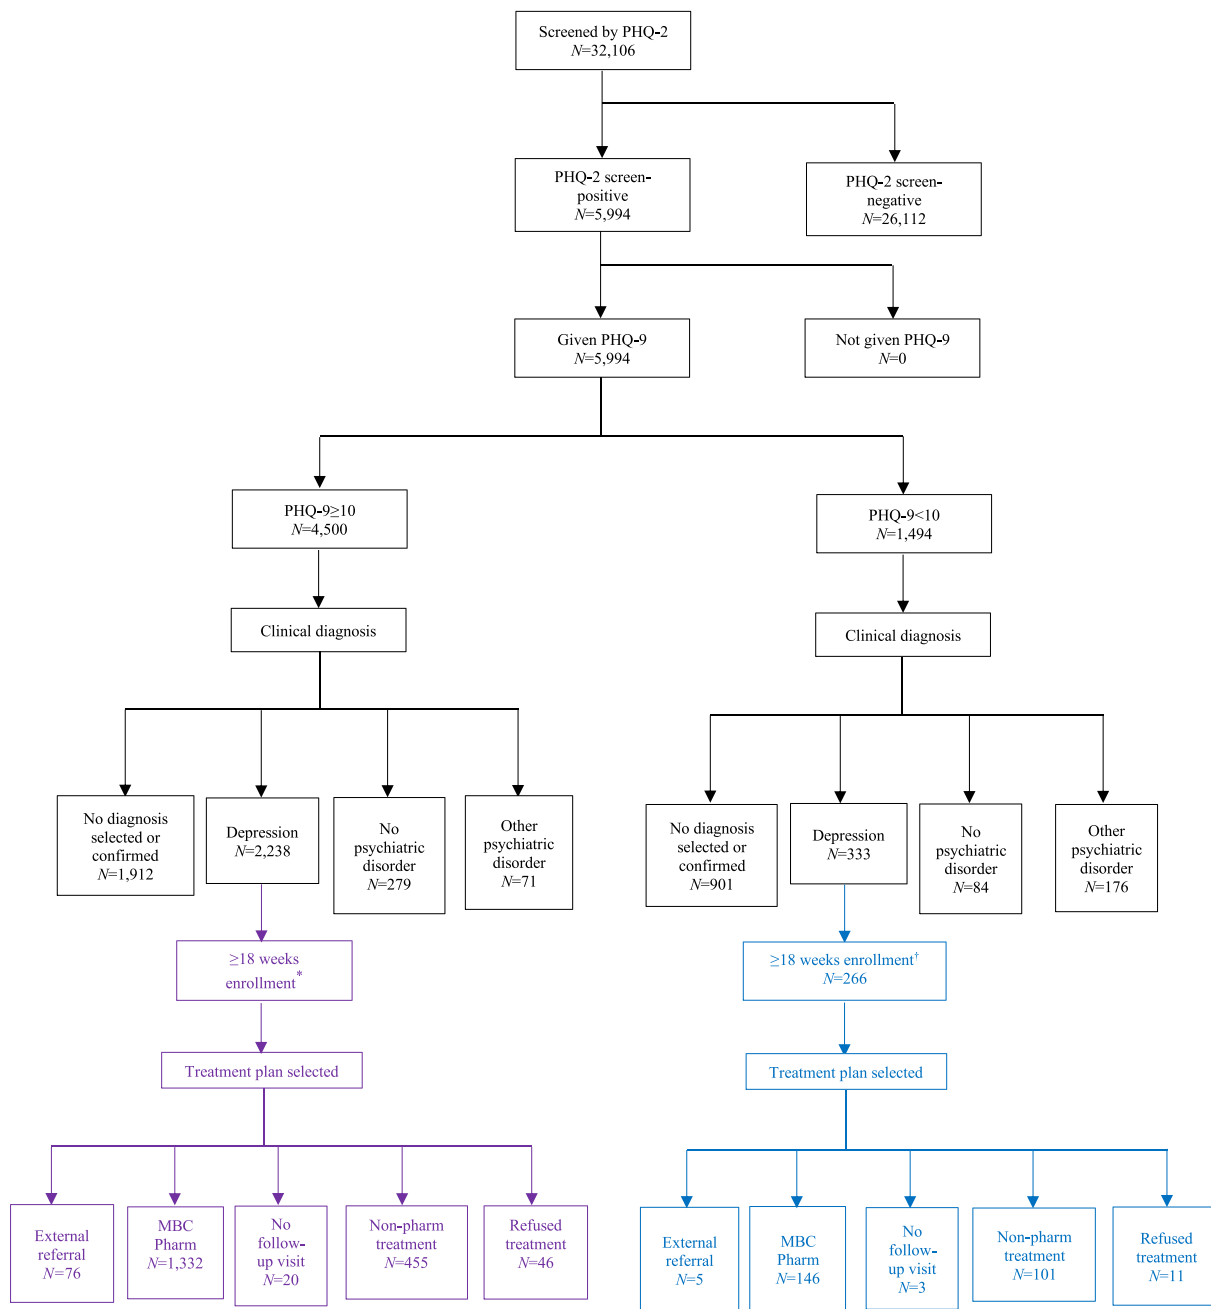 Screened by PHQ-2
N=32,106
PHQ-2 screen-
positive
N=5,994
PHQ-2 screen-
negative
N=26,112
Given PHQ-9
N=5,994
Not given PHQ-9
N=0
PHQ-9≥10
N=4,500
PHQ-9<10
N=1,494
Clinical diagnosis
Clinical diagnosis
No diagnosis
selected or
confirmed
N=1,912
Depression
N=2,238
No
psychiatric
disorder
N=279
Other
psychiatric
disorder
N=71
No diagnosis
selected or
confirmed
N=901
Depression
N=333
No
psychiatric
disorder
N=84
Other
psychiatric
disorder
N=176
≥18 weeks
enrollment*
≥18 weeks enrollment†
N=266
Treatment plan selected
Treatment plan selected
External
referral
N=76
MBC
Pharm
N=1,332
No
follow-
up visit
N=20
Non-pharm
treatment
N=455
Refused
treatment
N=46
External
referral
N=5
MBC
Pharm
N=146
No
follow-
up visit
N=3
Non-pharm
treatment
N=101
Refused
treatment
N=11